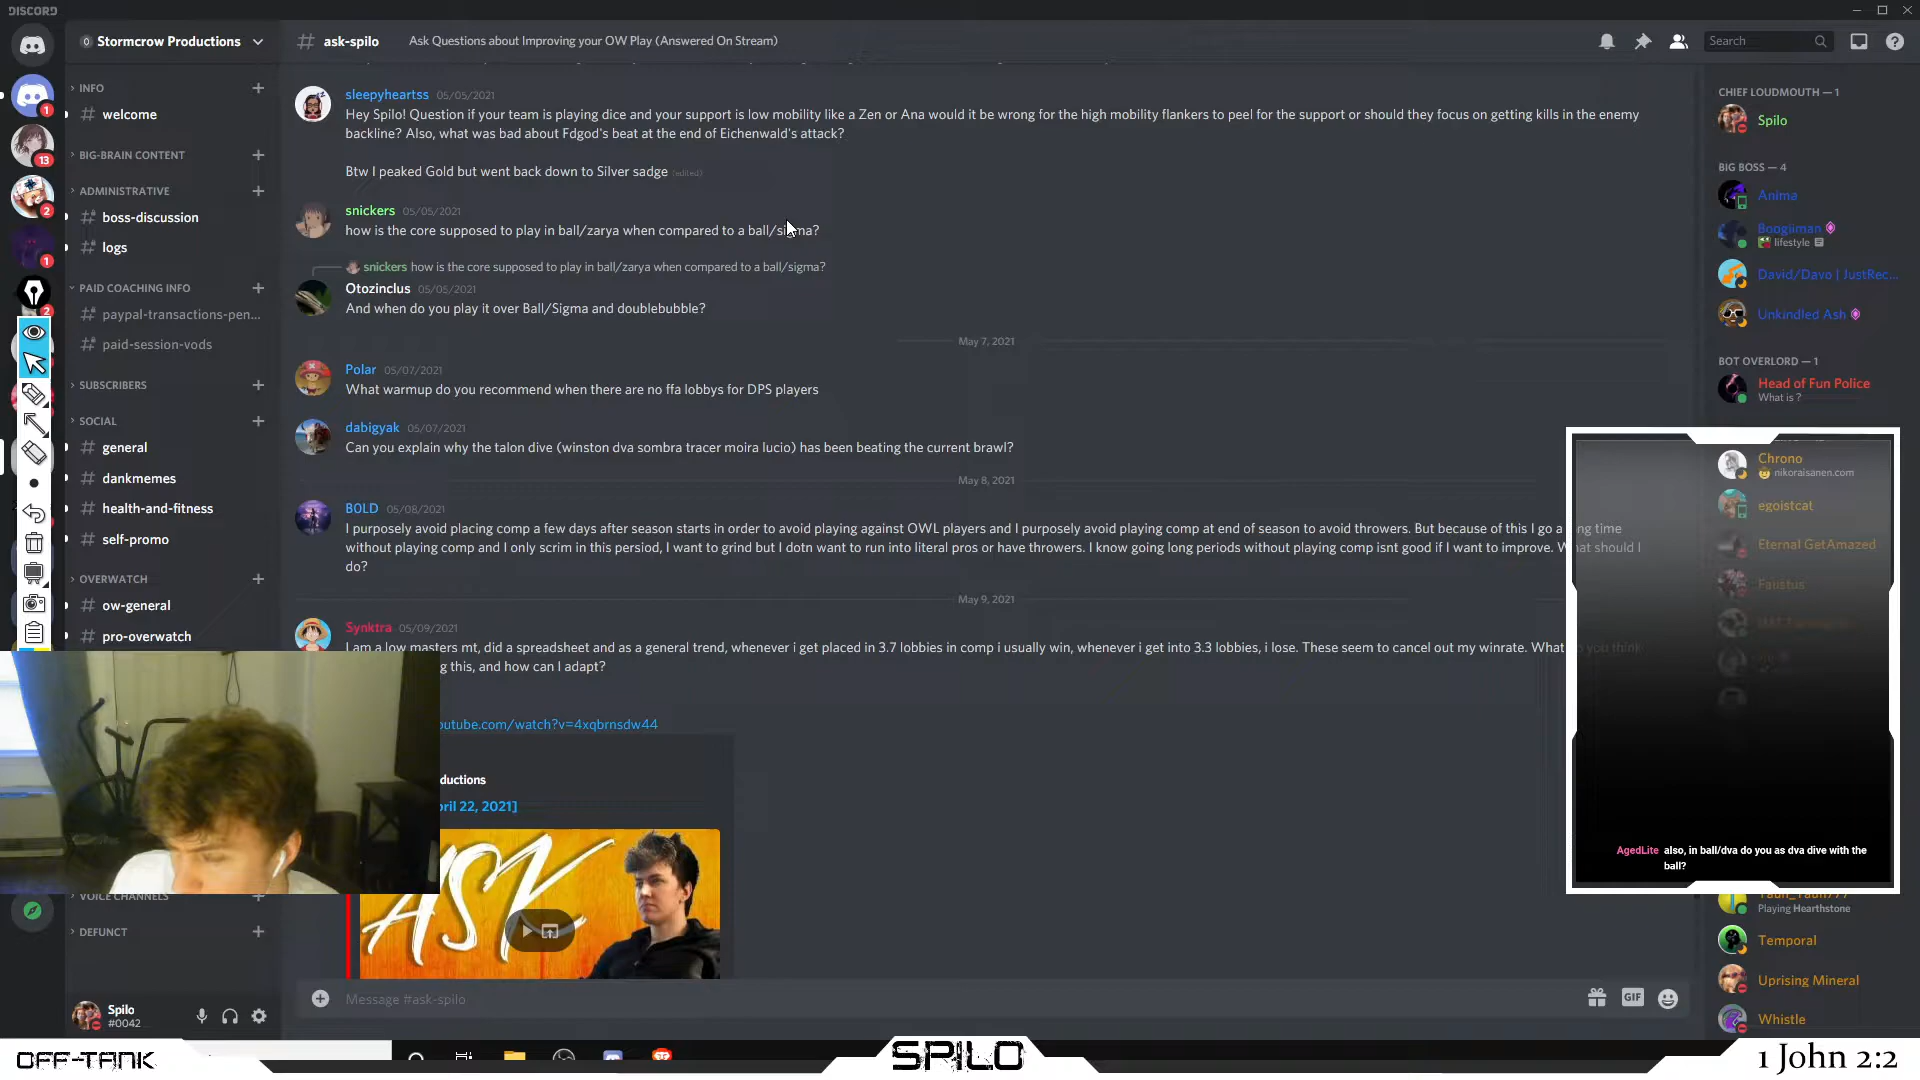 DISCORD
Stormcrow Productions
# ask-spilo
Ask Questions about Improving your OW Play (Answered On Stream)
Search
INFO
# welcome
BIG-BRAIN CONTENT
ADMINISTRATIVE
# boss-discussion
# logs
PAID COACHING INFO
# paypal-transactions-pen...
# paid-session-vods
SUBSCRIBERS
SOCIAL
# general
# dankmemes
# health-and-fitness
# self-promo
OVERWATCH
# ow-general
# pro-overwatch
VOICE CHANNELS
DEFUNCT
Spilo
#0042
1
13
2
1
2
sleepyheartss 05/05/2021
Hey Spilo! Question if your team is playing dice and your support is low mobility like a Zen or Ana would it be wrong for the high mobility flankers to peel for the support or should they focus on getting kills in the enemy
backline? Also, what was bad about Fdgod's beat at the end of Eichenwald's attack?
Btw I peaked Gold but went back down to Silver sadge (edited)
snickers 05/05/2021
how is the core supposed to play in ball/zarya when compared to a ball/sigma?
snickers how is the core supposed to play in ball/zarya when compared to a ball/sigma?
Otozinclus 05/05/2021
And when do you play it over Ball/Sigma and doublebubble?
May 7, 2021
Polar 05/07/2021
What warmup do you recommend when there are no ffa lobbys for DPS players
dabigyak 05/07/2021
Can you explain why the talon dive (winston dva sombra tracer moira lucio) has been beating the current brawl?
May 8, 2021
B0LD 05/08/2021
I purposely avoid placing comp a few days after season starts in order to avoid playing against OWL players and I purposely avoid playing comp at end of season to avoid throwers. But because of this I go a ng time
without playing comp and I only scrim in this persiod, I want to grind but I dotn want to run into literal pros or have throwers. I know going long periods without playing comp isnt good if I want to improve. What should I
do?
May 9, 2021
Synktra 05/09/2021
I am a low masters mt, did a spreadsheet and as a general trend, whenever i get placed in 3.7 lobbies in comp i usually win, whenever i get into 3.3 lobbies, i lose. These seem to cancel out my winrate. What you think
g this, and how can I adapt?
outube.com/watch?v=4xqbrnsdw44
ductions
ril 22, 2021]
ASK
Message #ask-spilo
GIF
CHIEF LOUDMOUTH — 1
Spilo
BIG BOSS — 4
Anima
Boogiiman
lifestyle
David/Davo | JustRec...
Unkindled Ash
BOT OVERLORD — 1
Head of Fun Police
What is ?
Chrono
nikoraisanen.com
egoistcat
Eternal GetAmazed
Faustus
AgedLite also, in ball/dva do you as dva dive with the
ball?
Playing Hearthstone
Temporal
Uprising Mineral
Whistle
OFF-TANK
SPILO
1 John 2:2